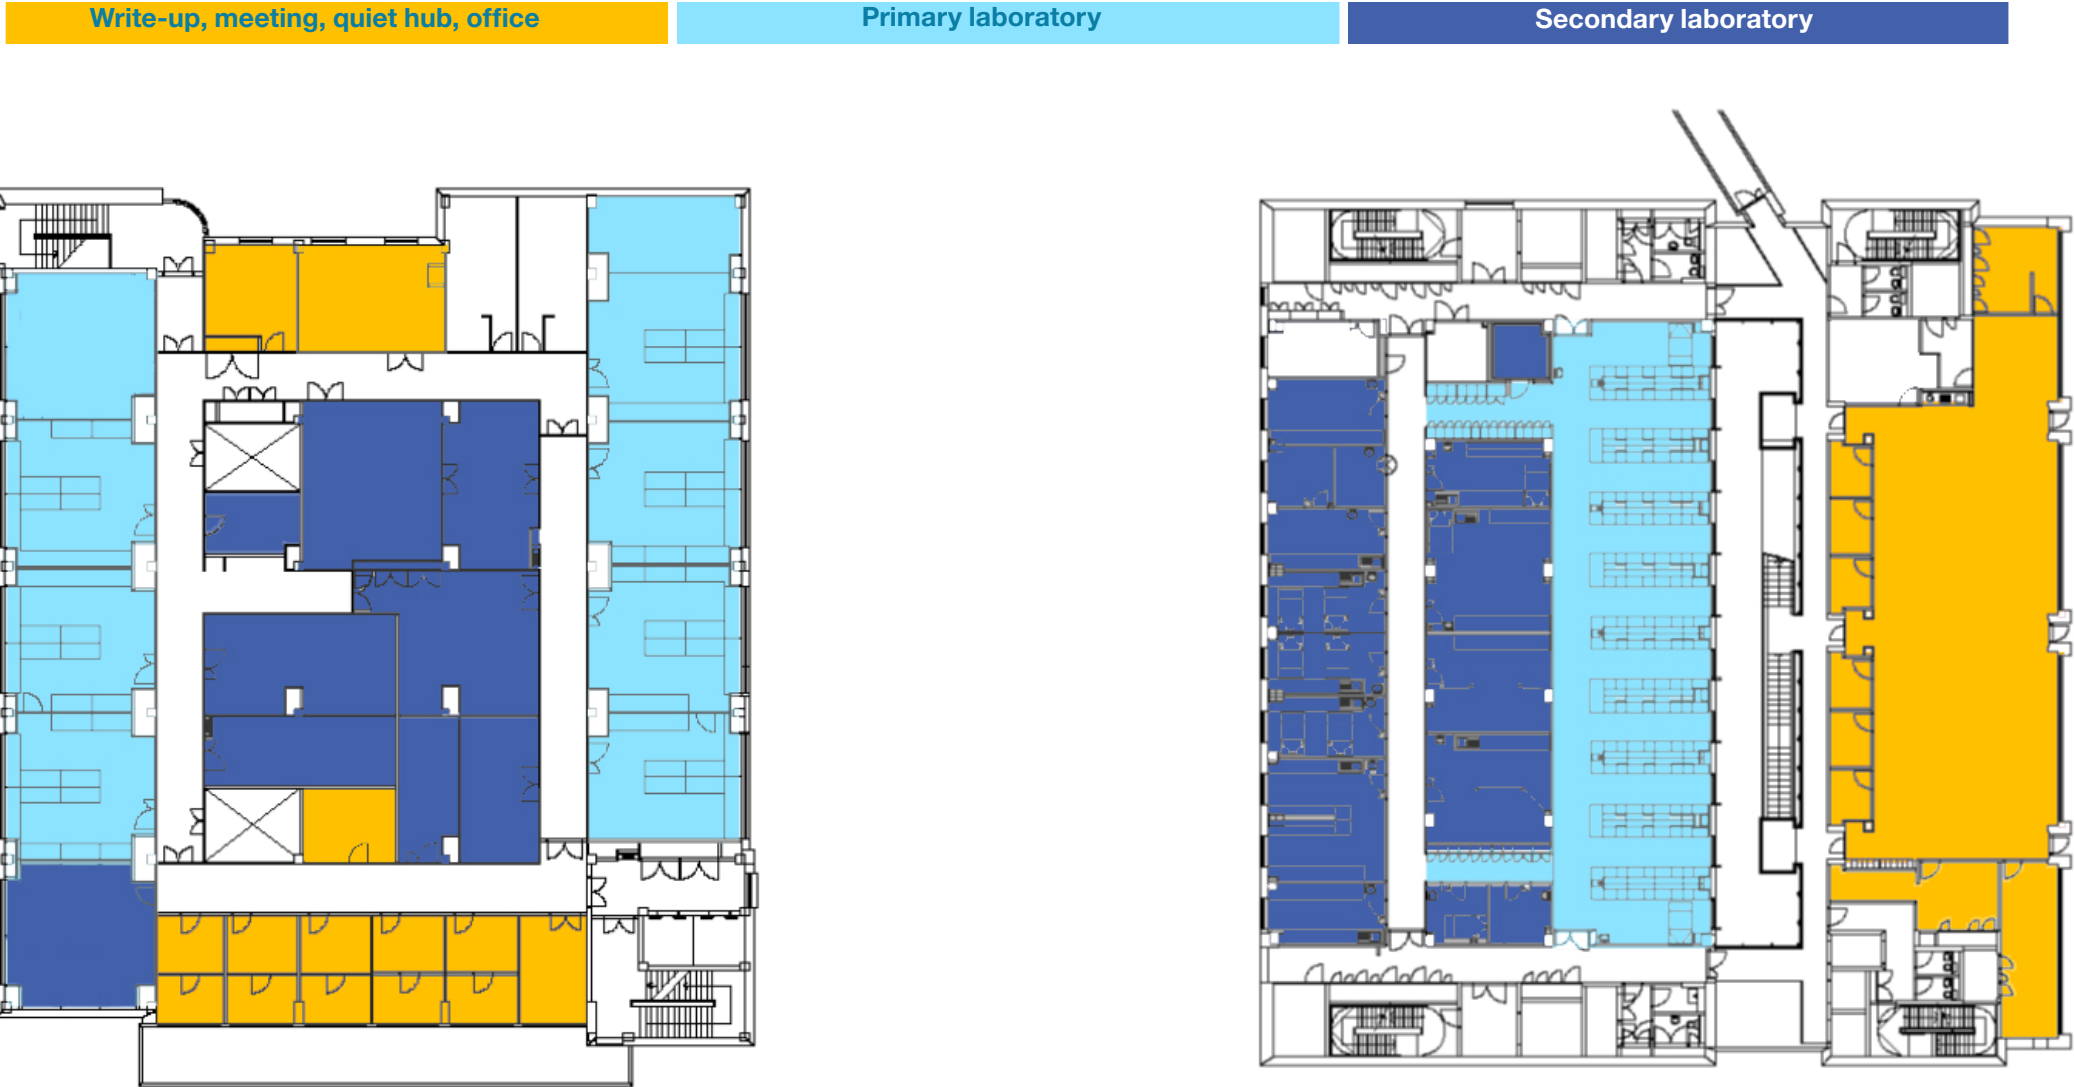 Write-up, meeting, quiet hub, office
Primary laboratory
Secondary laboratory